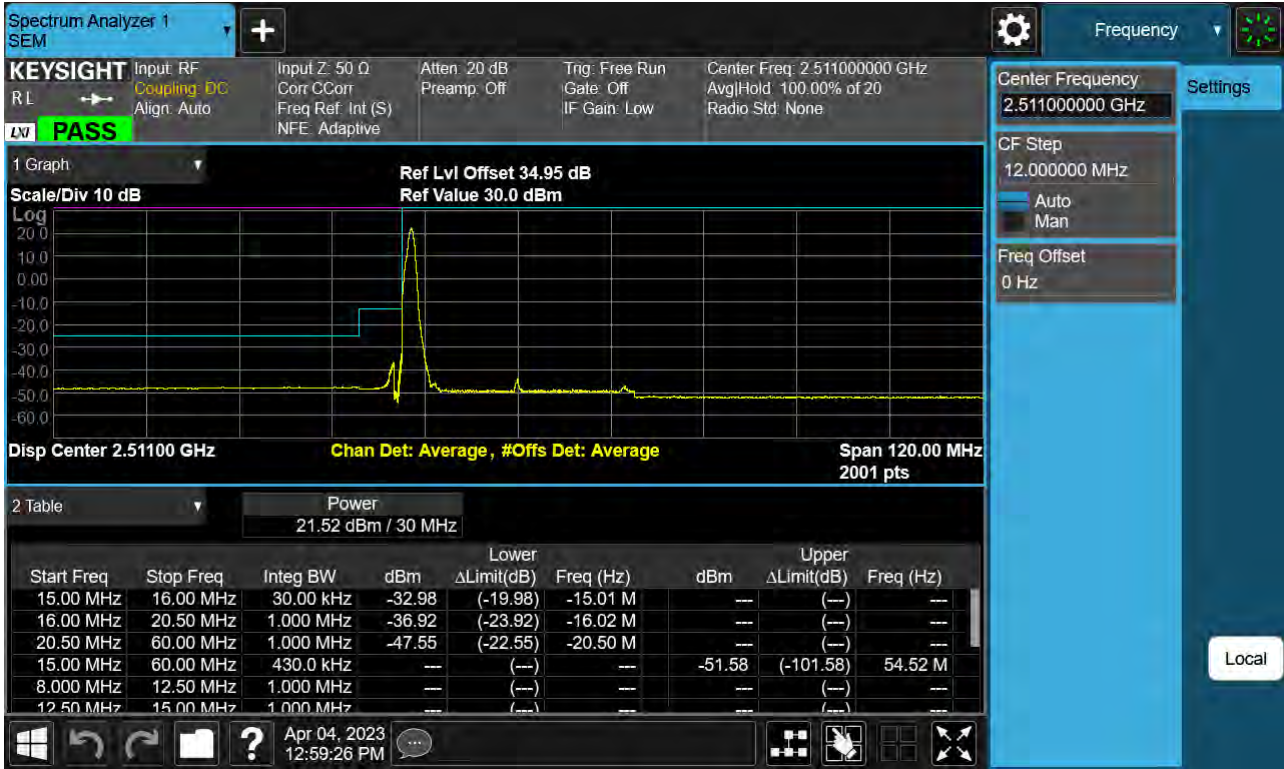 Spectrum Analyzer 1
SEM
+
Frequency
KEYSIGHT
RL
LXI
PASS
Input: RF
Coupling: DC
Align: Auto
Input Z: 50 Ω
Corr CCorr
Freq Ref: Int (S)
NFE: Adaptive
Atten: 20 dB
Preamp: Off
Trig: Free Run
Gate: Off
IF Gain: Low
Center Freq: 2.511000000 GHz
Avg|Hold: 100.00% of 20
Radio Std: None
Center Frequency
2.511000000 GHz
Settings
CF Step
12.000000 MHz
Auto
Man
Freq Offset
0 Hz
1 Graph
Scale/Div 10 dB
Ref Lvl Offset 34.95 dB
Ref Value 30.0 dBm
Log
20.0
10.0
0.00
-10.0
-20.0
-30.0
-40.0
-50.0
-60.0
Disp Center 2.51100 GHz
Chan Det: Average , #Offs Det: Average
Span 120.00 MHz
2001 pts
2 Table
Power
21.52 dBm / 30 MHz
Lower Upper
Start Freq Stop Freq Integ BW dBm ΔLimit(dB) Freq (Hz) dBm ΔLimit(dB) Freq (Hz)
15.00 MHz 16.00 MHz 30.00 kHz -32.98 (-19.98) -15.01 M --- (---) ---
16.00 MHz 20.50 MHz 1.000 MHz -36.92 (-23.92) -16.02 M --- (---) ---
20.50 MHz 60.00 MHz 1.000 MHz -47.55 (-22.55) -20.50 M --- (---) ---
15.00 MHz 60.00 MHz 430.0 kHz --- (---) --- -51.58 (-101.58) 54.52 M
8.000 MHz 12.50 MHz 1.000 MHz --- (---) --- --- (---) ---
12.50 MHz 15.00 MHz 1.000 MHz --- (---) --- --- (---) ---
Local
?
Apr 04, 2023
12:59:26 PM